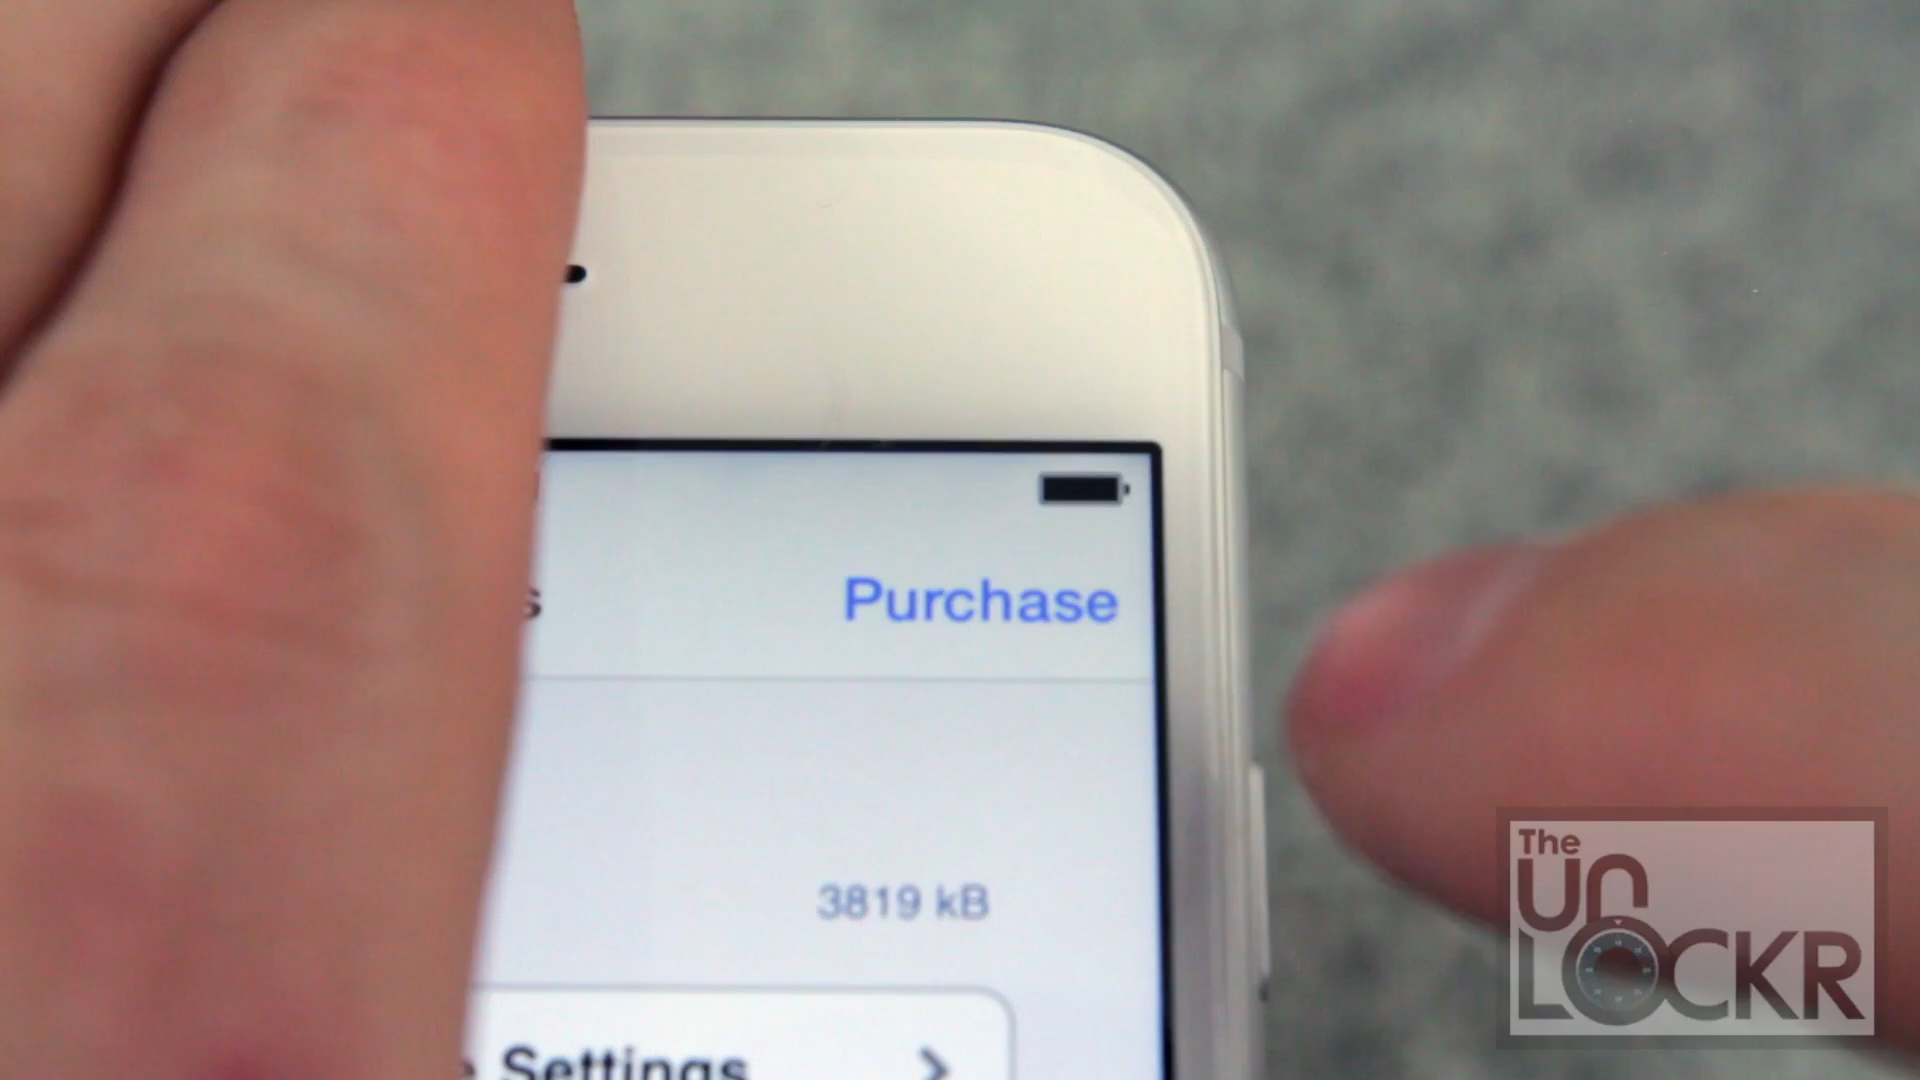 Purchase
3819 kB
Settings
The
UN
LOCKR